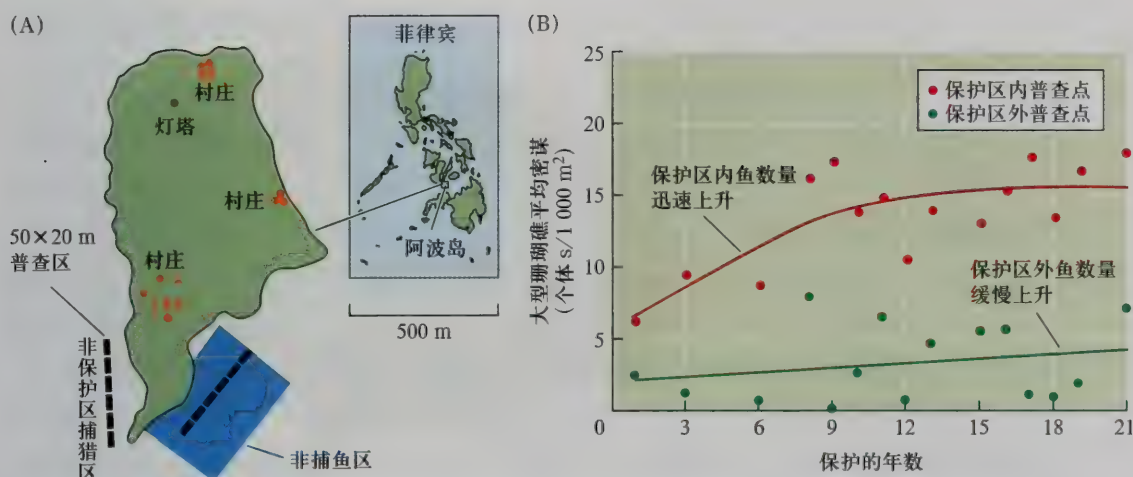 (A)
菲律宾
村庄
灯塔
村庄
阿波岛
50×20 m
普查区
村庄
500 m
非保护区捕猎区
非捕鱼区
(B)
大型珊瑚礁平均密谋
(个体 s/1 000 m²)
25
20
15
10
5
0
保护区内普查点
保护区外普查点
保护区内鱼数量
迅速上升
保护区外鱼数量
缓慢上升
3
6
9
12
15
18
21
保护的年数